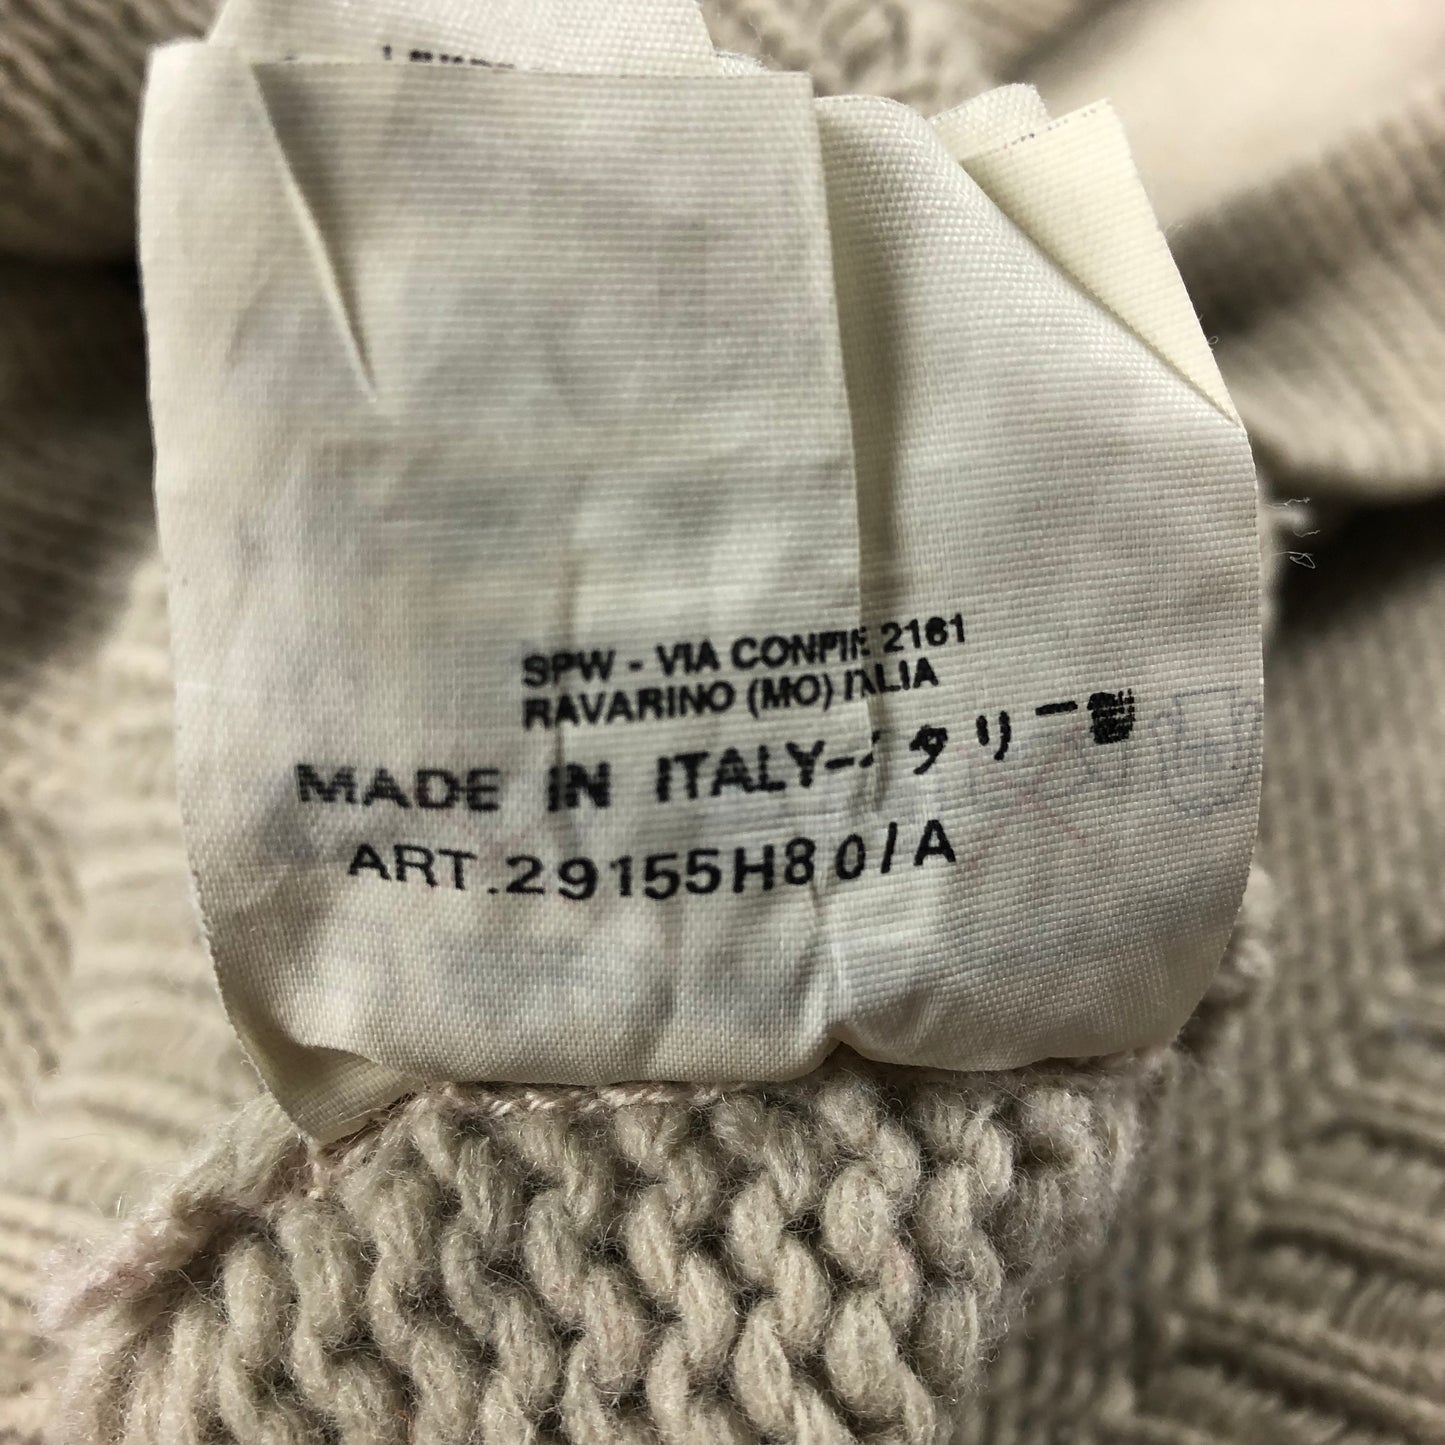 SPW - VIA CONFINE 2161
RAVARINO (MO) ITALIA
MADE IN ITALY-イタリー製
ART.29155H80/A